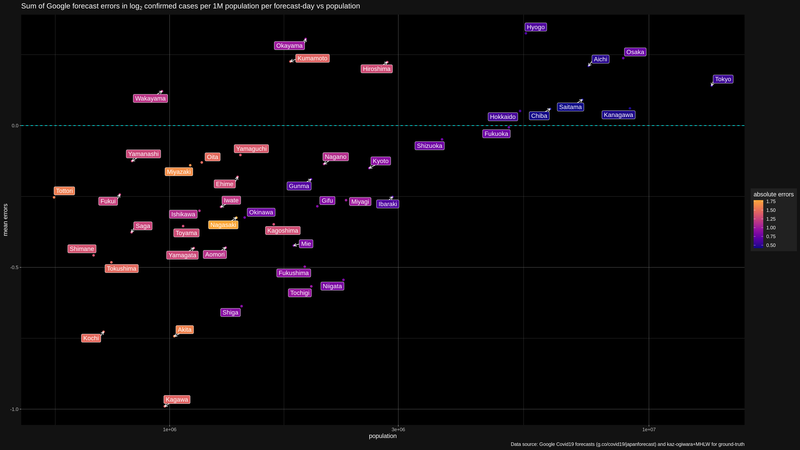 Sum of Google forecast errors in log2 confirmed cases per 1M population per forecast-day vs population
Hyogo
Okayama
Osaka
Kumamoto
Aichi
Hiroshima
Tokyo
Wakayama
Saitama
Hokkaido
Chiba
Kanagawa
0.0
Fukuoka
Shizuoka
Yamanashi
Oita
Yamaguchi
Nagano
Kyoto
Miyazaki
Ehime
Gunma
Tottori
Fukui
Iwate
Gifu
Miyagi
Ibaraki
Ishikawa
Okinawa
Saga
Toyama
Nagasaki
Kagoshima
Shimane
Yamagata
Aomori
Mie
Tokushima
Fukushima
-0.5
Tochigi
Niigata
Shiga
Kochi
Akita
Kagawa
-1.0
mean errors
1e+06
3e+06
1e+07
population
absolute errors
1.75
1.50
1.25
1.00
0.75
0.50
Data source: Google Covid19 forecasts (g.co/covid19/japanforecast) and kaz-ogiwara+MHLW for ground-truth